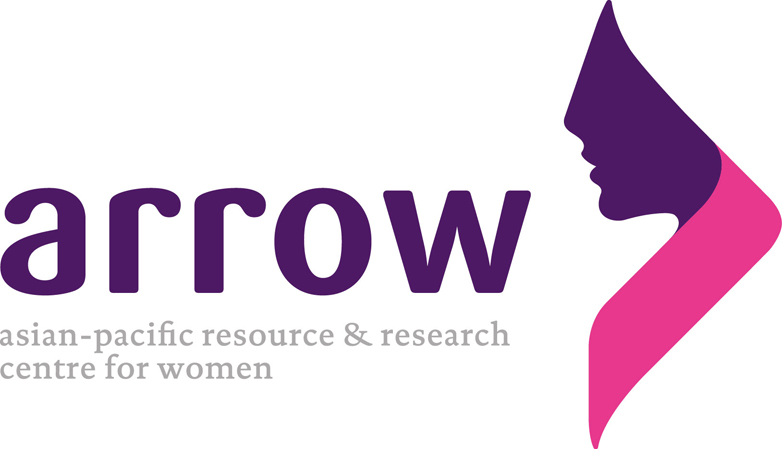 arrow
asian-pacific resource & research
centre for women